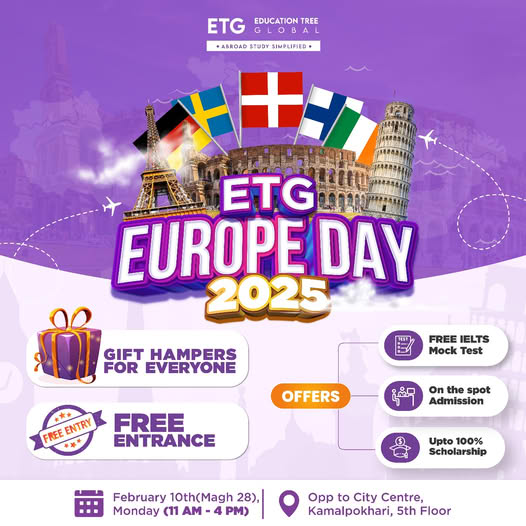 ETG EDUCATION TREE
GLOBAL
• ABROAD STUDY SIMPLIFIED •
ETG
EUROPE DAY
2025
GIFT HAMPERS
FOR EVERYONE
FREE ENTRY
FREE
ENTRANCE
OFFERS
TEST
FREE IELTS
Mock Test
On the spot
Admission
Upto 100%
Scholarship
February 10th(Magh 28),
Monday (11 AM - 4 PM)
Opp to City Centre,
Kamalpokhari, 5th Floor